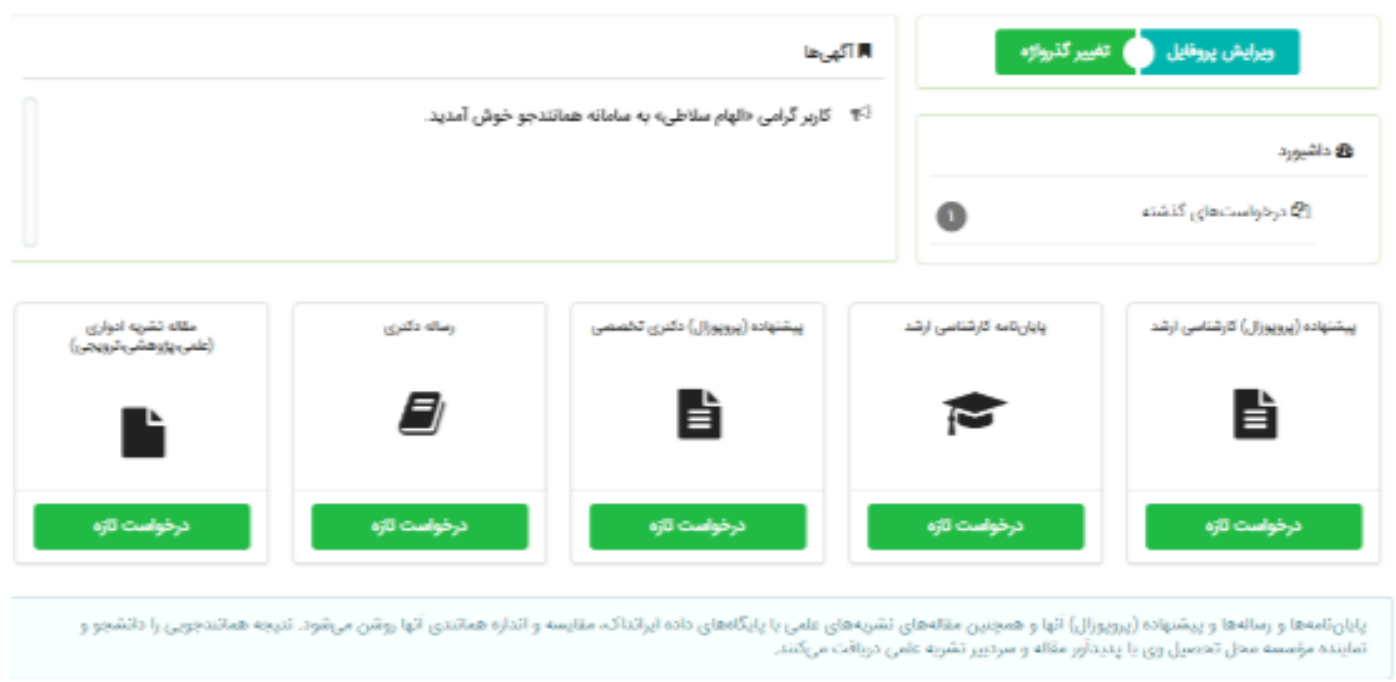 ویرایش پروفایل
تغییر گذرواژه
آگهی‌ها
کاربر گرامی «الهام سلاطی» به سامانه همانندجو خوش آمدید.
داشبورد
درخواست‌های گذشته
۱
پیشنهاده (پروپوزال) کارشناسی ارشد
پایان‌نامه کارشناسی ارشد
پیشنهاده (پروپوزال) دکتری تخصصی
رساله دکتری
مقاله نشریه ادواری
(علمی،پژوهشی،ترویجی)
درخواست تازه
درخواست تازه
درخواست تازه
درخواست تازه
درخواست تازه
پایان‌نامه‌ها و رساله‌ها و پیشنهاده (پروپوزال) آنها و همچنین مقاله‌های نشریه‌های علمی با پایگاه‌های داده ایرانداک، مقایسه و اندازه همانندی آنها روشن می‌شود. نتیجه همانندجویی را دانشجو و
نماینده مؤسسه محل تحصیل وی یا پدیدآور مقاله و سردبیر نشریه علمی دریافت می‌کنند.